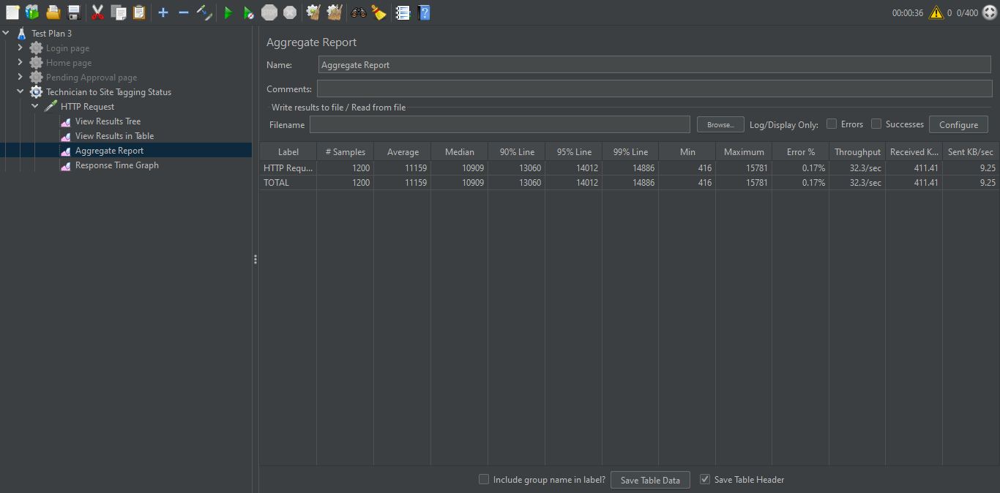 00:00:36 0 0/400
Test Plan 3
Login page
Home page
Pending Approval page
Technician to Site Tagging Status
HTTP Request
View Results Tree
View Results in Table
Aggregate Report
Response Time Graph
Aggregate Report
Name: Aggregate Report
Comments:
Write results to file / Read from file
Filename Browse... Log/Display Only: Errors Successes Configure
Label # Samples Average Median 90% Line 95% Line 99% Line Min Maximum Error % Throughput Received K... Sent KB/sec
HTTP Requ... 1200 11159 10909 13060 14012 14886 416 15781 0.17% 32.3/sec 411.41 9.25
TOTAL 1200 11159 10909 13060 14012 14886 416 15781 0.17% 32.3/sec 411.41 9.25
Include group name in label? Save Table Data Save Table Header